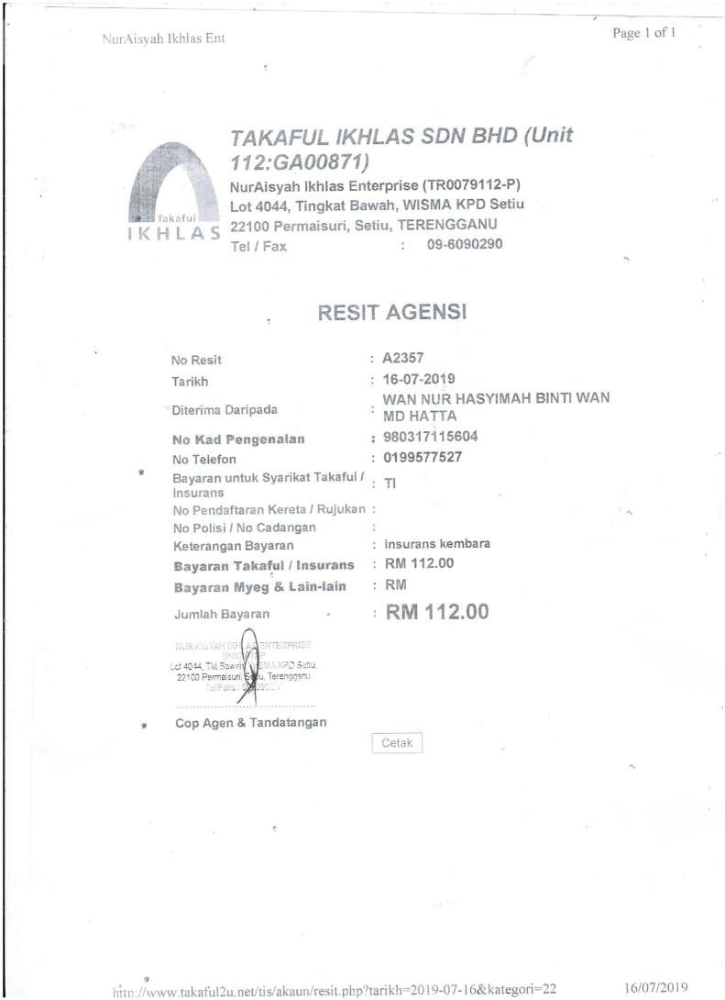 NurAisyah Ikhlas Ent
Page 1 of 1
TAKAFUL IKHLAS SDN BHD (Unit
112:GA00871)
NurAisyah Ikhlas Enterprise (TR0079112-P)
Lot 4044, Tingkat Bawah, WISMA KPD Setiu
22100 Permaisuri, Setiu, TERENGGANU
Tel / Fax : 09-6090290
Takaful
IKHLAS
RESIT AGENSI
No Resit : A2357
Tarikh : 16-07-2019
Diterima Daripada : WAN NUR HASYIMAH BINTI WAN
MD HATTA
No Kad Pengenalan : 980317115604
No Telefon : 0199577527
Bayaran untuk Syarikat Takaful / : TI
Insurans
No Pendaftaran Kereta / Rujukan :
No Polisi / No Cadangan :
Keterangan Bayaran : insurans kembara
Bayaran Takaful / Insurans : RM 112.00
Bayaran Myeg & Lain-lain : RM
Jumlah Bayaran : RM 112.00
NUR AISYAH IKHLAS ENTERPRISE
Lot 4044, Tkt Bawah, WISMA KPD Setiu,
22100 Permaisuri, Setiu, Terengganu
Tel/Faks :
Cop Agen & Tandatangan
Cetak
http://www.takaful2u.net/tis/akaun/resit.php?tarikh=2019-07-16&kategori=22
16/07/2019